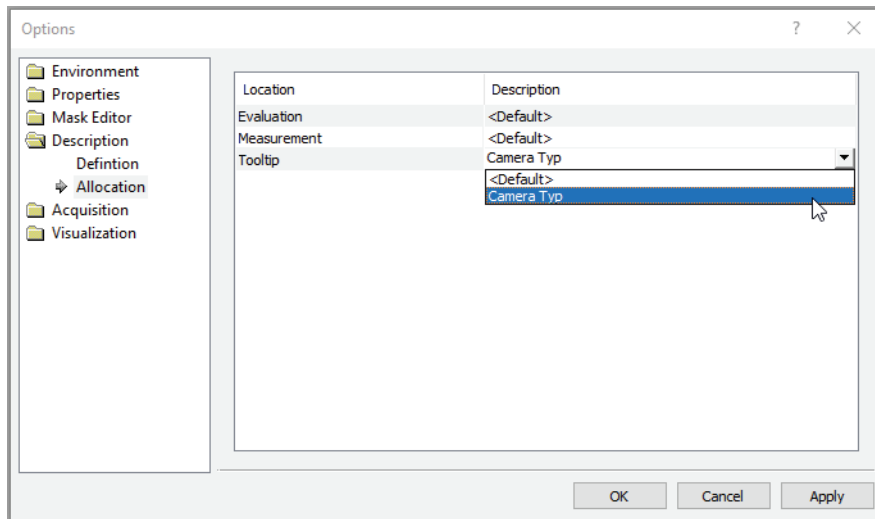 Options ?
Environment
Properties
Mask Editor
Description
Defintion
Allocation
Acquisition
Visualization
Location Description
Evaluation <Default>
Measurement <Default>
Tooltip Camera Typ
<Default>
Camera Typ
OK Cancel Apply